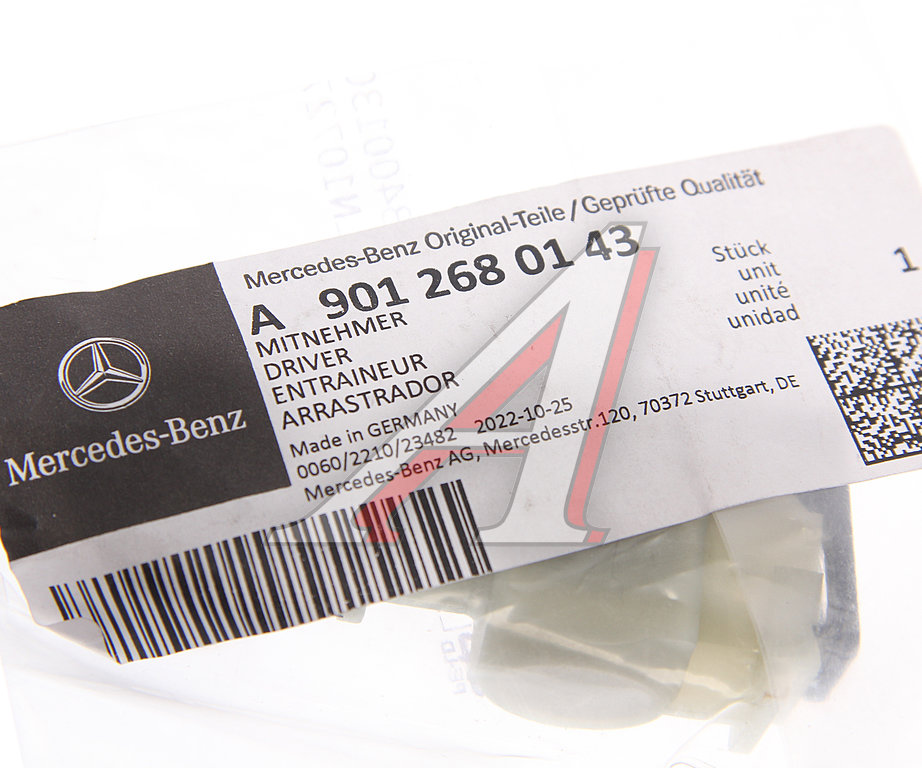 Mercedes-Benz Original-Teile / Geprüfte Qualität
A 901 268 01 43
MITNEHMER
DRIVER
ENTRAINEUR
ARRASTRADOR
Stück
unit
unité
unidad
1
Made in GERMANY
0060/2210/23482 2022-10-25
Mercedes-Benz AG, Mercedesstr.120, 70372 Stuttgart, DE
Mercedes-Benz